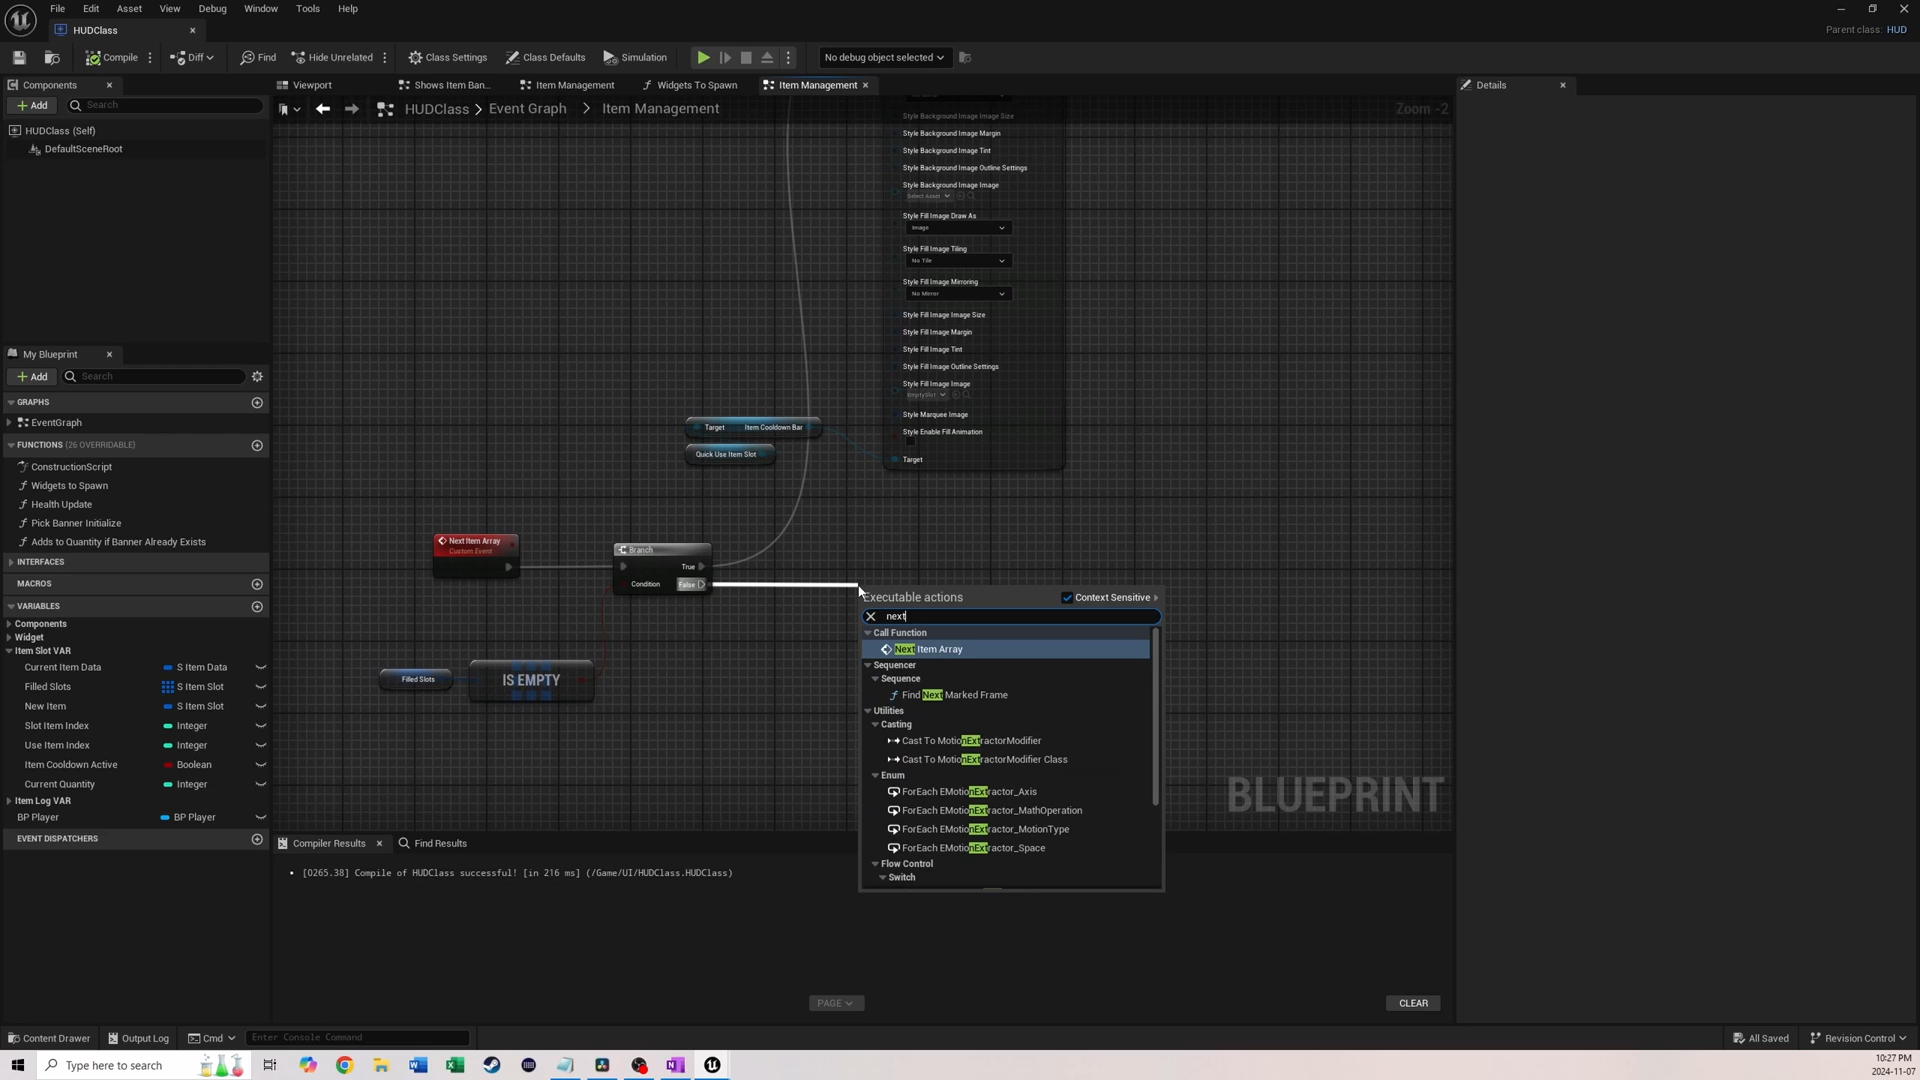 File Edit Asset View Debug Window Tools Help
HUDClass
Parent class: HUD
Compile Diff Find Hide Unrelated Class Settings Class Defaults Simulation No debug object selected
Components
Add Search
HUDClass (Self)
DefaultSceneRoot
Viewport Shows Item Ban... Item Management Widgets To Spawn Item Management
HUDClass > Event Graph > Item Management
Zoom -2
Details
Style Background Image Image Size
Style Background Image Margin
Style Background Image Tint
Style Background Image Outline Settings
Style Background Image Image
Select Asset
Style Fill Image Draw As
Image
Style Fill Image Tiling
No Tile
Style Fill Image Mirroring
No Mirror
Style Fill Image Image Size
Style Fill Image Margin
Style Fill Image Tint
Style Fill Image Outline Settings
Style Fill Image Image
EmptySlot
Style Marquee Image
Style Enable Fill Animation
Target
Target Item Cooldown Bar
Quick Use Item Slot
Next Item Array
Custom Event
Branch
True
Condition False
Filled Slots
IS EMPTY
Executable actions Context Sensitive
next
Call Function
Next Item Array
Sequencer
Sequence
Find Next Marked Frame
Utilities
Casting
Cast To MotionExtractorModifier
Cast To MotionExtractorModifier Class
Enum
ForEach EMotionExtractor_Axis
ForEach EMotionExtractor_MathOperation
ForEach EMotionExtractor_MotionType
ForEach EMotionExtractor_Space
Flow Control
Switch
BLUEPRINT
My Blueprint
Add Search
GRAPHS
EventGraph
FUNCTIONS (26 OVERRIDABLE)
ConstructionScript
Widgets to Spawn
Health Update
Pick Banner Initialize
Adds to Quantity if Banner Already Exists
INTERFACES
MACROS
VARIABLES
Components
Widget
Item Slot VAR
Current Item Data S Item Data
Filled Slots S Item Slot
New Item S Item Slot
Slot Item Index Integer
Use Item Index Integer
Item Cooldown Active Boolean
Current Quantity Integer
Item Log VAR
BP Player BP Player
EVENT DISPATCHERS
Compiler Results Find Results
[0265.38] Compile of HUDClass successful! [in 216 ms] (/Game/UI/HUDClass.HUDClass)
PAGE CLEAR
Content Drawer Output Log Cmd Enter Console Command All Saved Revision Control
Type here to search
10:27 PM
2024-11-07